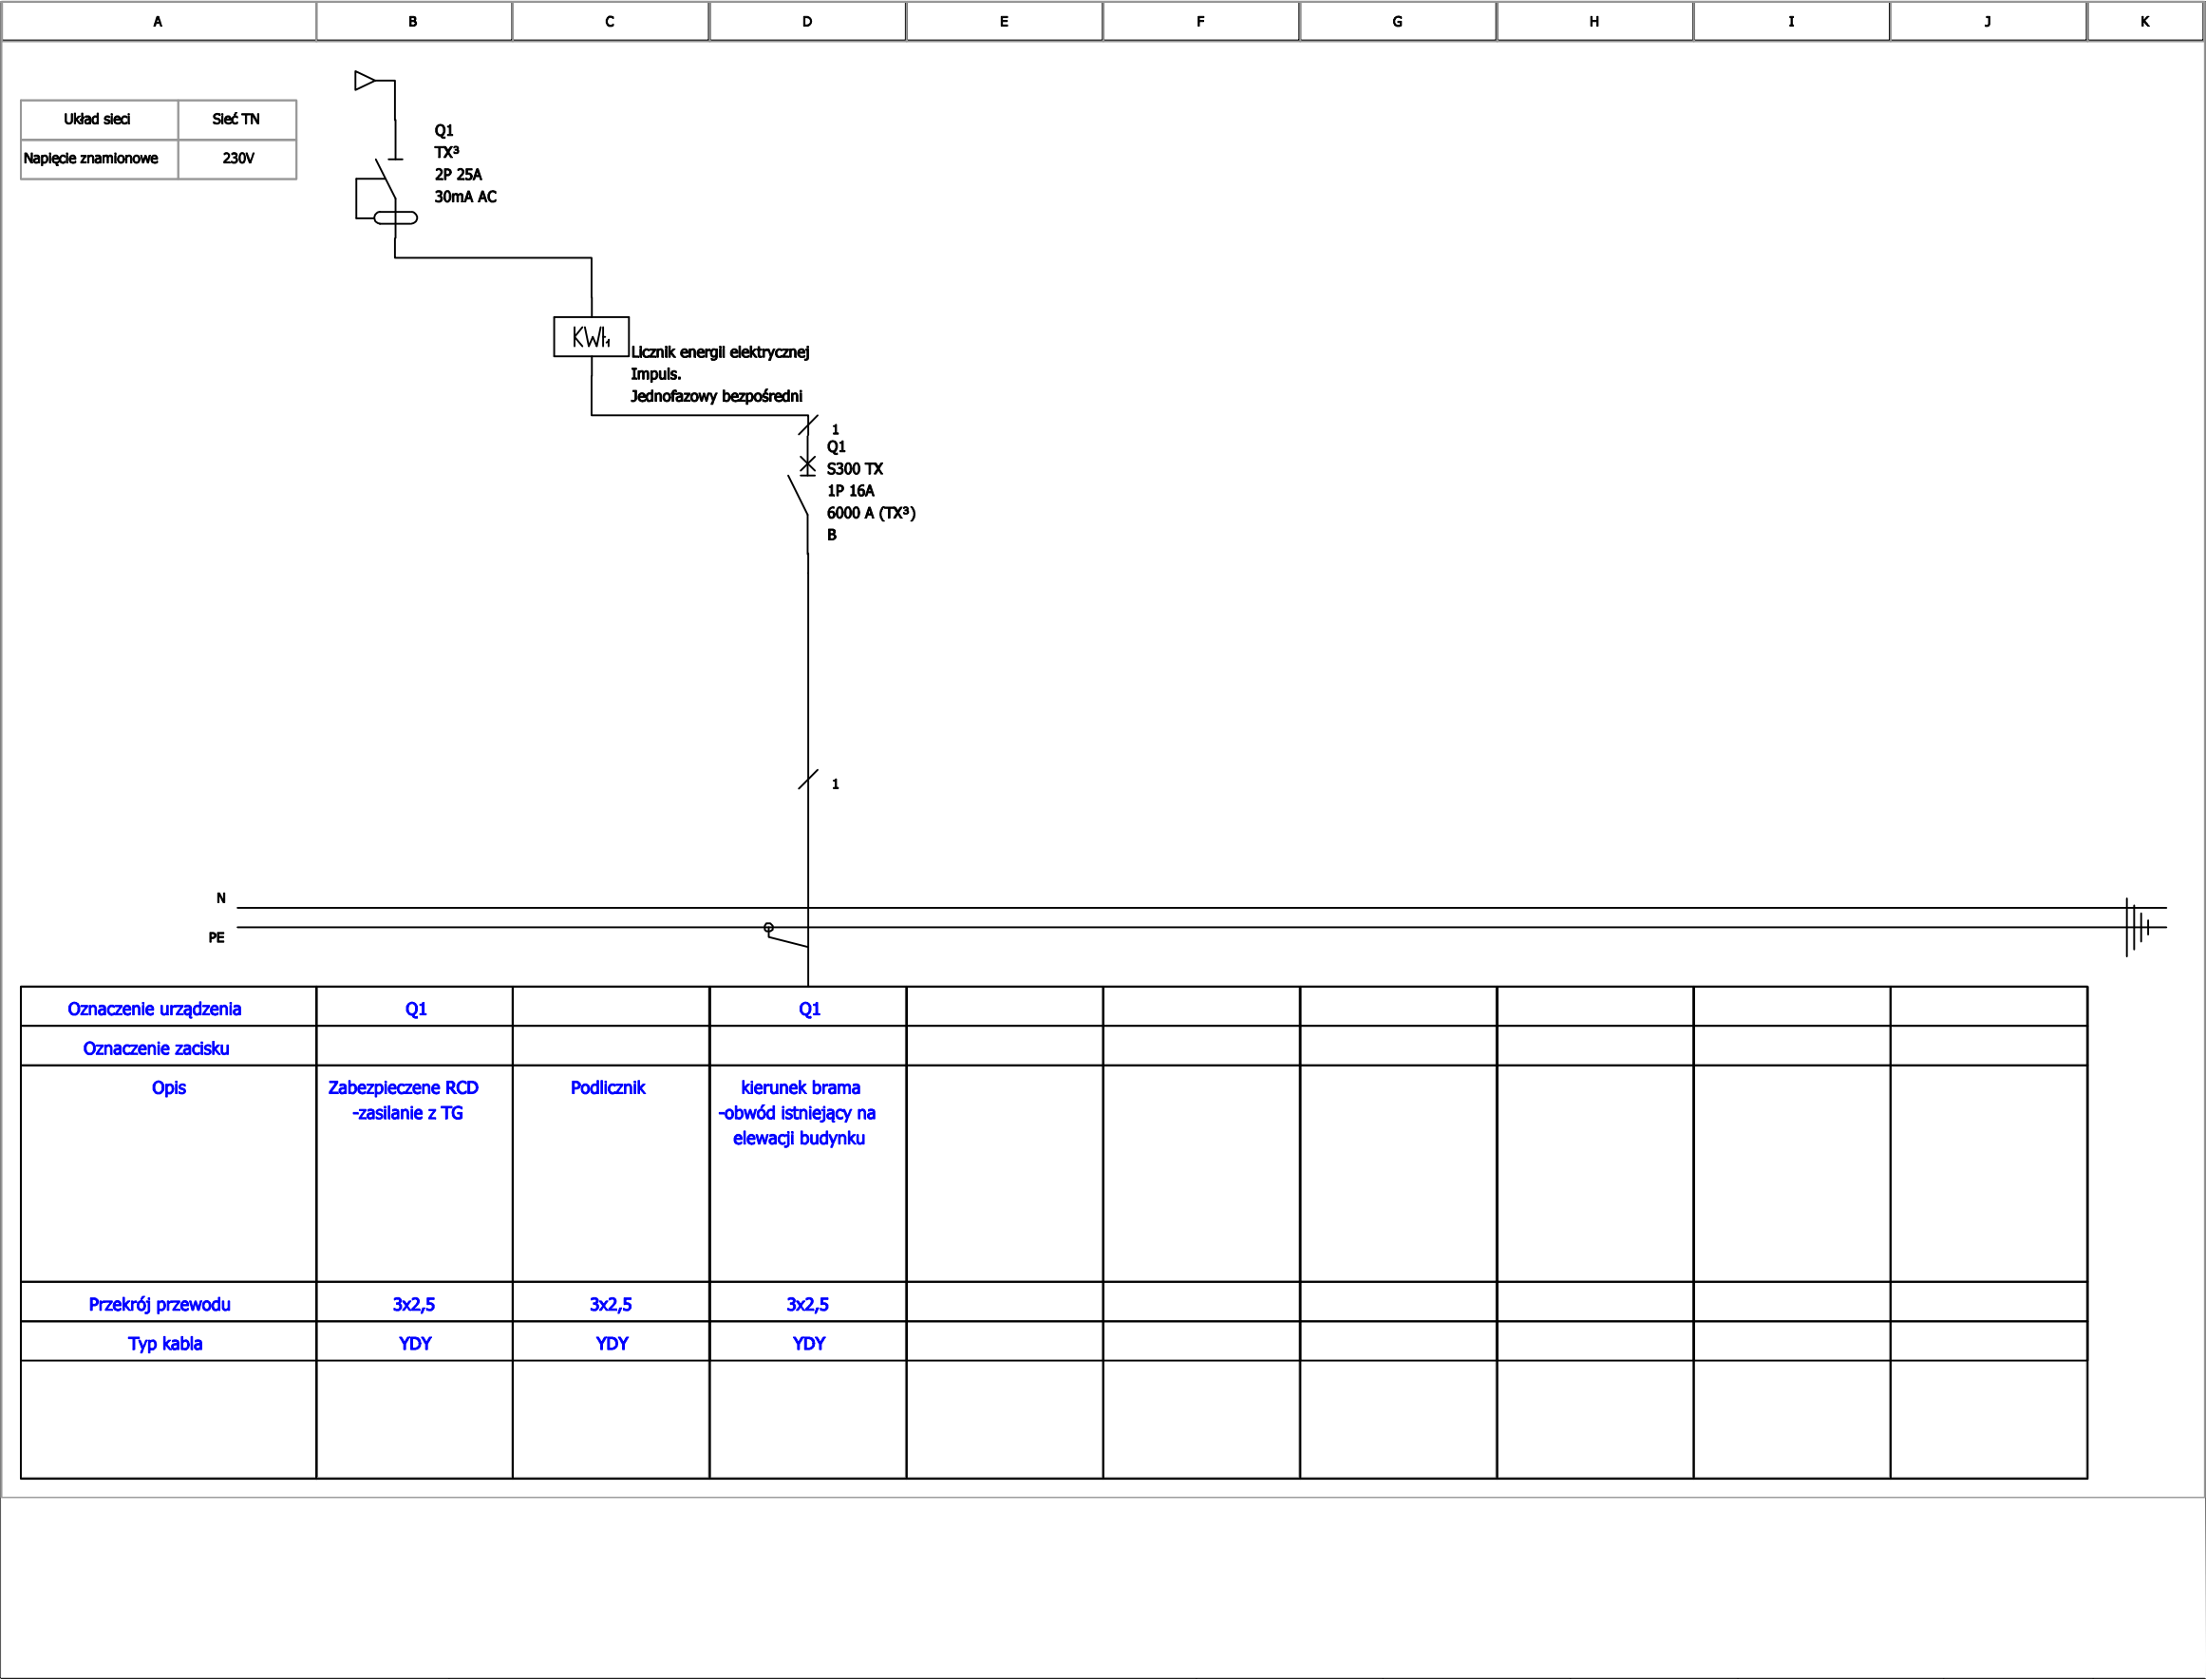 A B C D E F G H I J K
Układ sieci Sieć TN
Napięcie znamionowe 230V
Q1
TX³
2P 25A
30mA AC
KWh
Licznik energii elektrycznej
Impuls.
Jednofazowy bezpośredni
1
Q1
S300 TX
1P 16A
6000 A (TX³)
B
1
N
PE
Oznaczenie urządzenia Q1 Q1
Oznaczenie zacisku
Opis Zabezpieczene RCD Podlicznik kierunek brama
-zasilanie z TG -obwód istniejący na
elewacji budynku
Przekrój przewodu 3x2,5 3x2,5 3x2,5
Typ kabla YDY YDY YDY